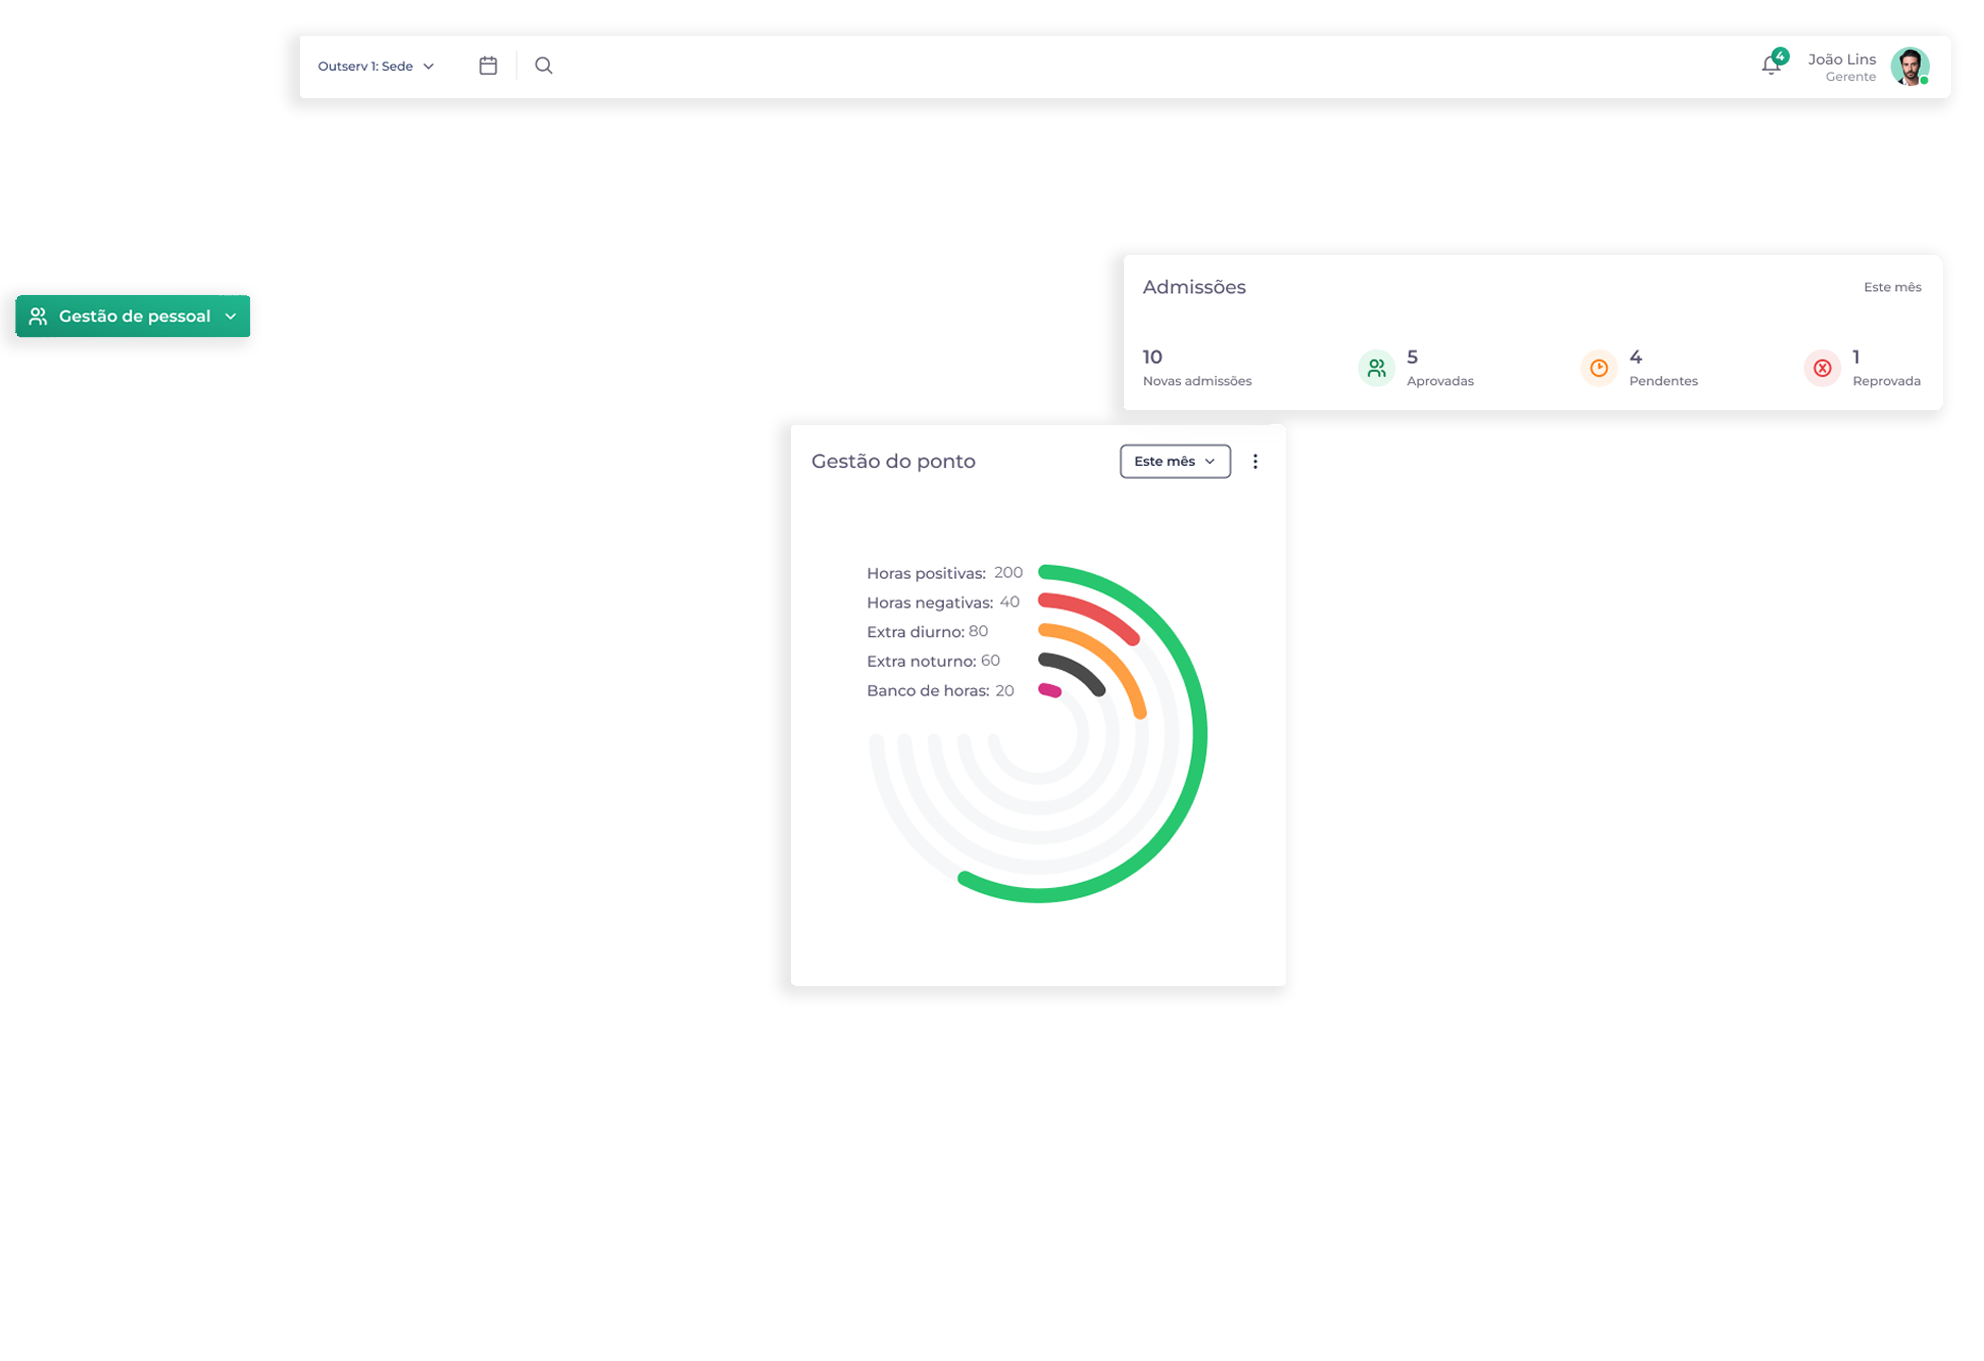 Outserv 1: Sede
4
João Lins
Gerente
Gestão de pessoal
Admissões
Este mês
10
Novas admissões
5
Aprovadas
4
Pendentes
1
Reprovada
Gestão do ponto
Este mês
Horas positivas: 200
Horas negativas: 40
Extra diurno: 80
Extra noturno: 60
Banco de horas: 20